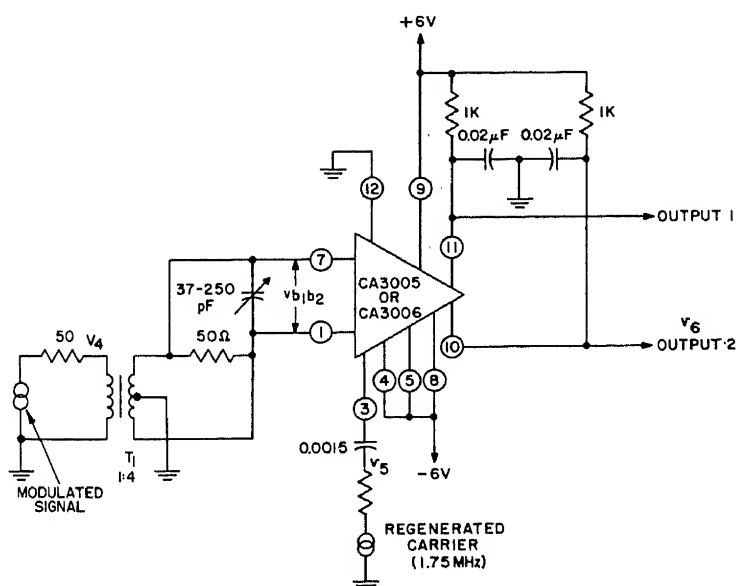 +6V
1K
1K
0.02µF
0.02µF
12
9
OUTPUT 1
11
7
37-250
pF
vb1b2
CA3005
OR
CA3006
50Ω
1
50
V4
v6
OUTPUT·2
10
4
5
8
3
0.0015
-6V
T1
1:4
v5
MODULATED
SIGNAL
REGENERATED
CARRIER
(1.75 MHz)